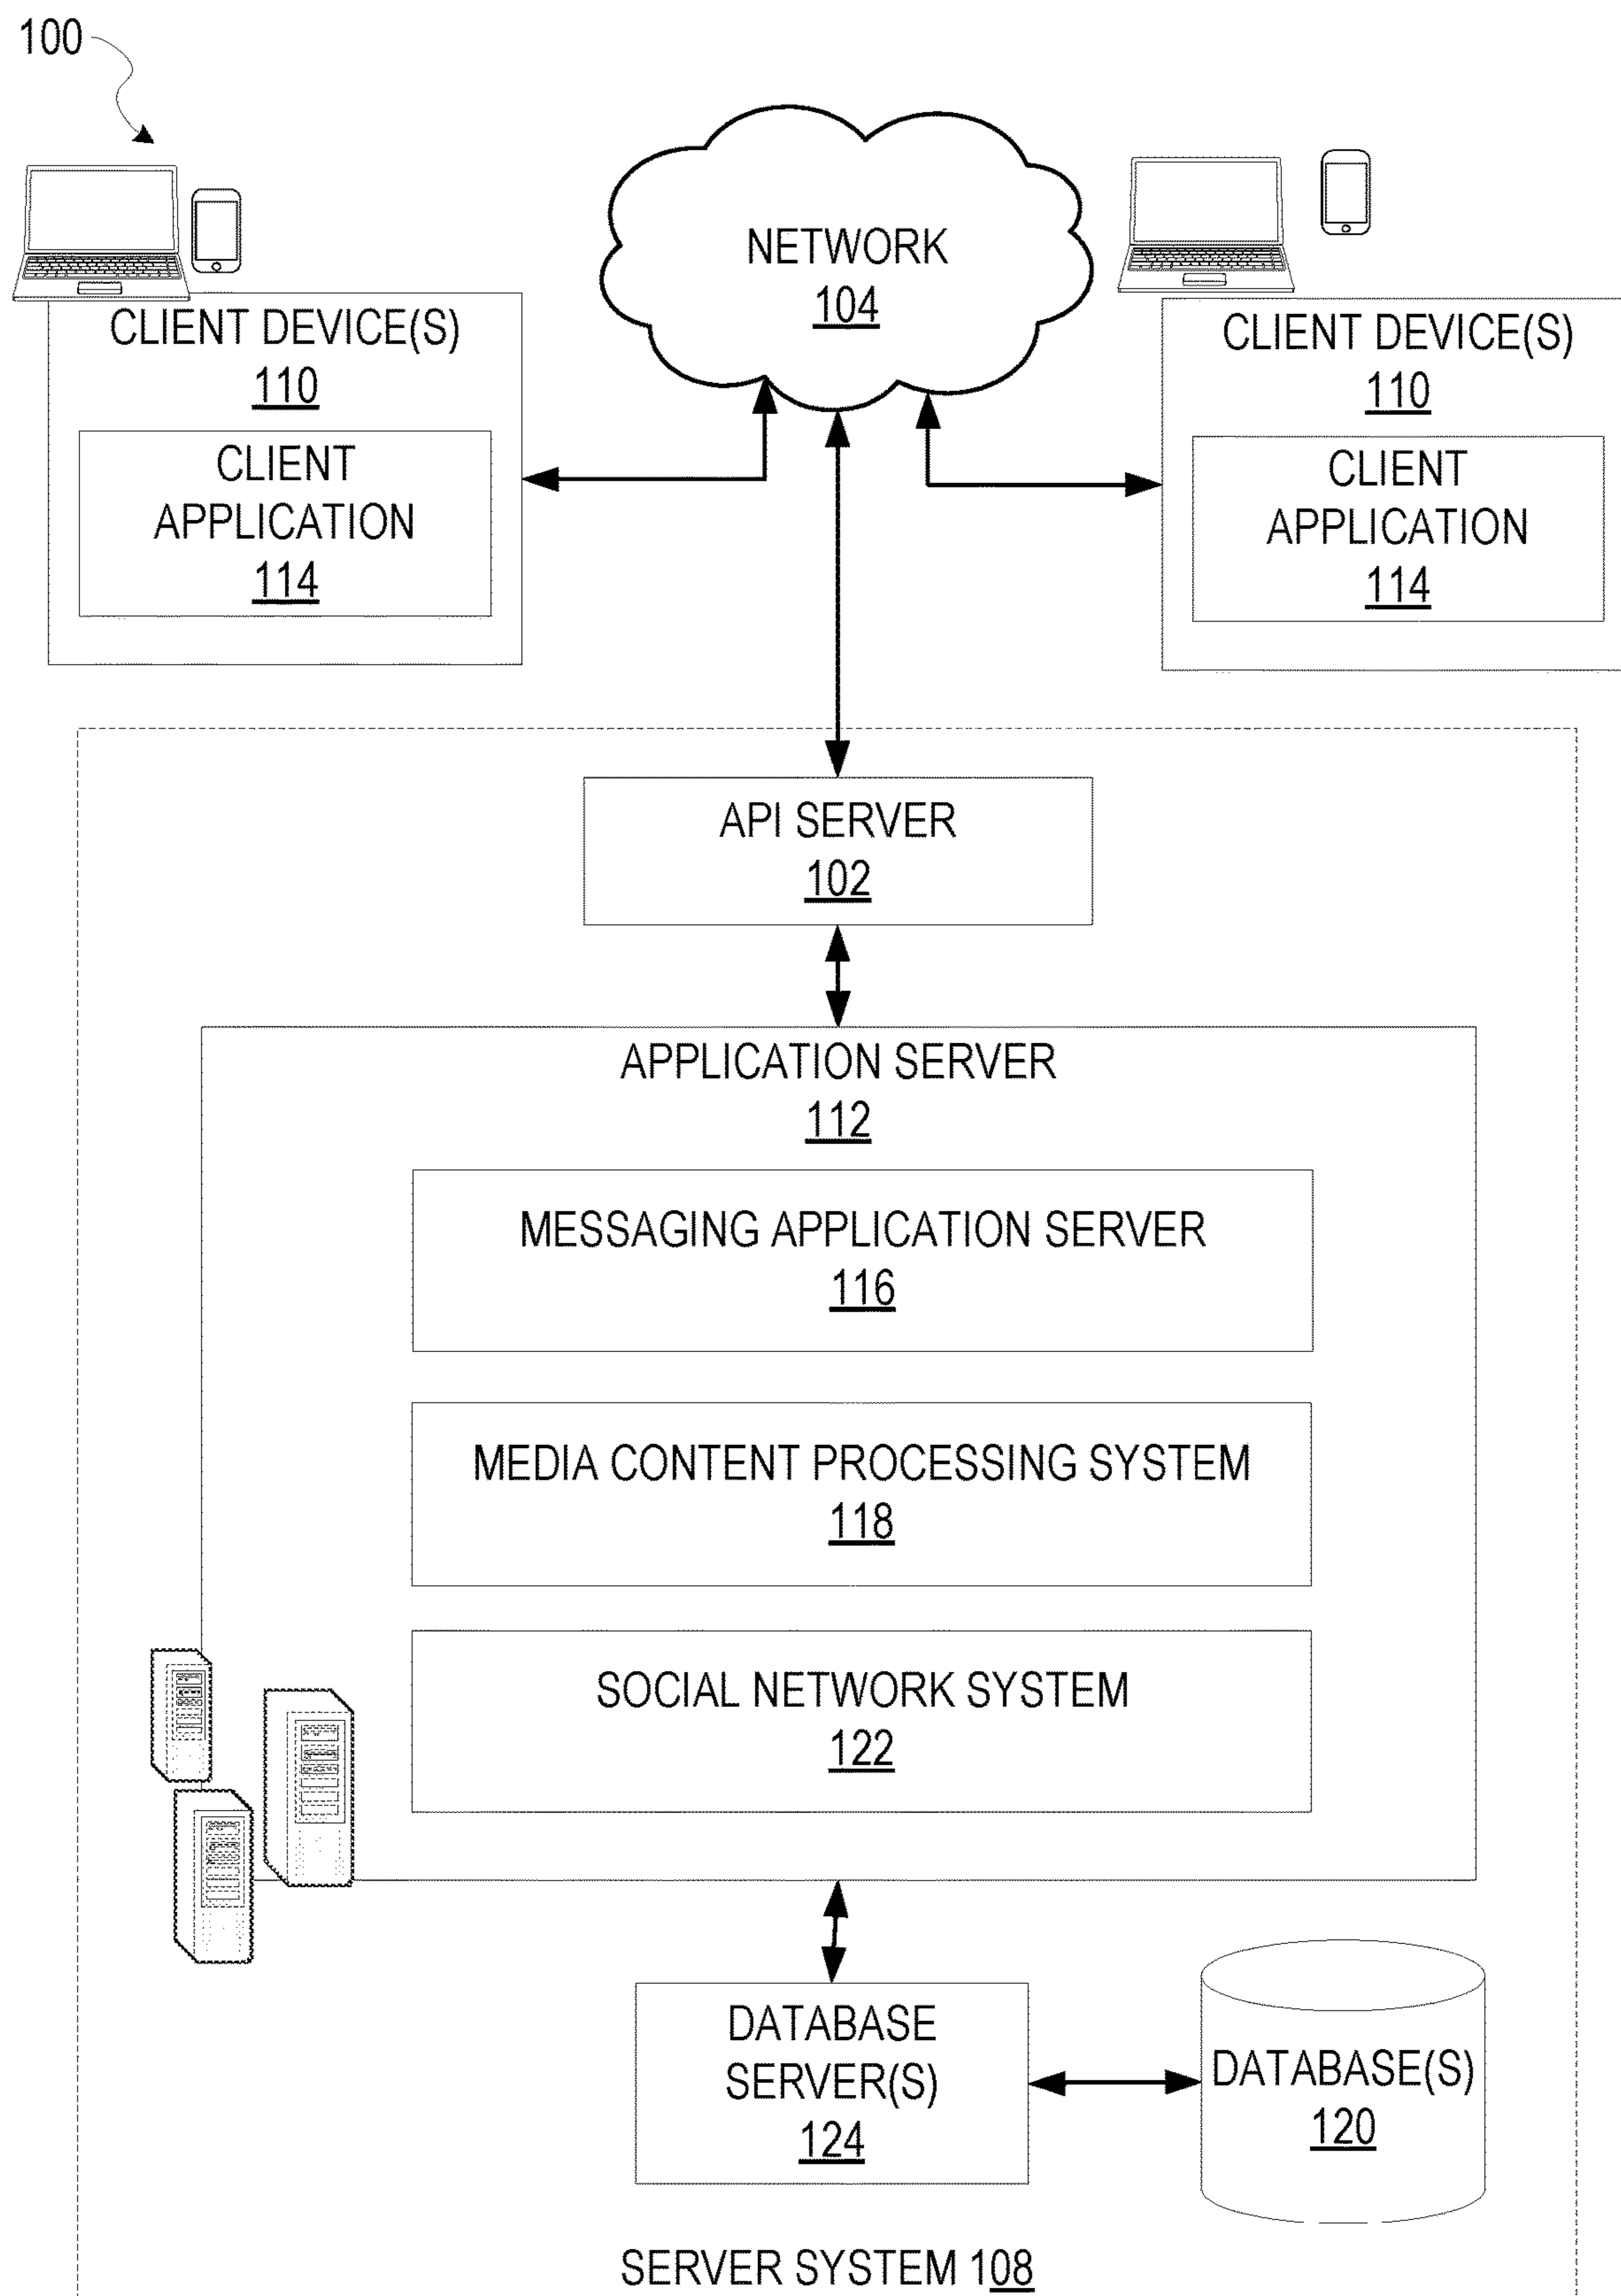 100
NETWORK
104
CLIENT DEVICE(S)
110
CLIENT
APPLICATION
114
CLIENT DEVICE(S)
110
CLIENT
APPLICATION
114
API SERVER
102
APPLICATION SERVER
112
MESSAGING APPLICATION SERVER
116
MEDIA CONTENT PROCESSING SYSTEM
118
SOCIAL NETWORK SYSTEM
122
DATABASE
SERVER(S)
124
DATABASE(S)
120
SERVER SYSTEM 108